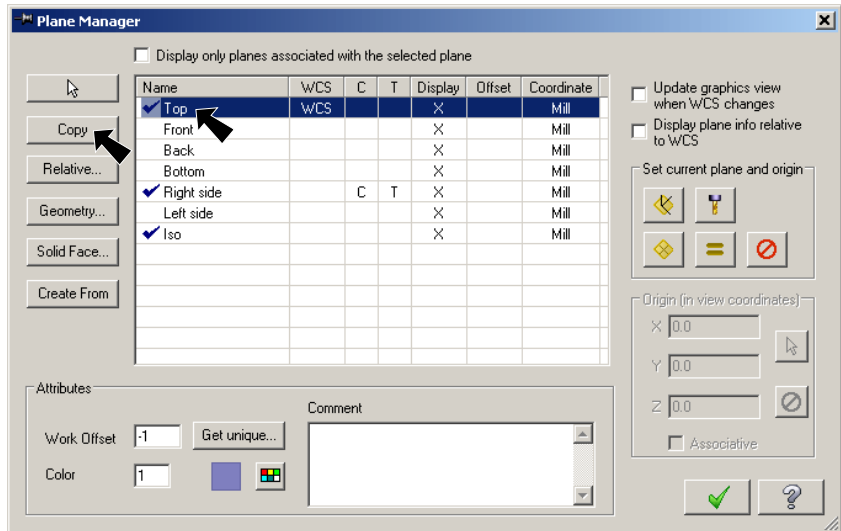 Plane Manager
Display only planes associated with the selected plane
Copy
Relative...
Geometry...
Solid Face...
Create From
Name WCS C T Display Offset Coordinate
Top WCS X Mill
Front X Mill
Back X Mill
Bottom X Mill
Right side C T X Mill
Left side X Mill
Iso X Mill
Update graphics view
when WCS changes
Display plane info relative
to WCS
Set current plane and origin
Origin (in view coordinates)
X 0.0
Y 0.0
Z 0.0
Associative
Attributes
Work Offset -1 Get unique...
Color 1
Comment